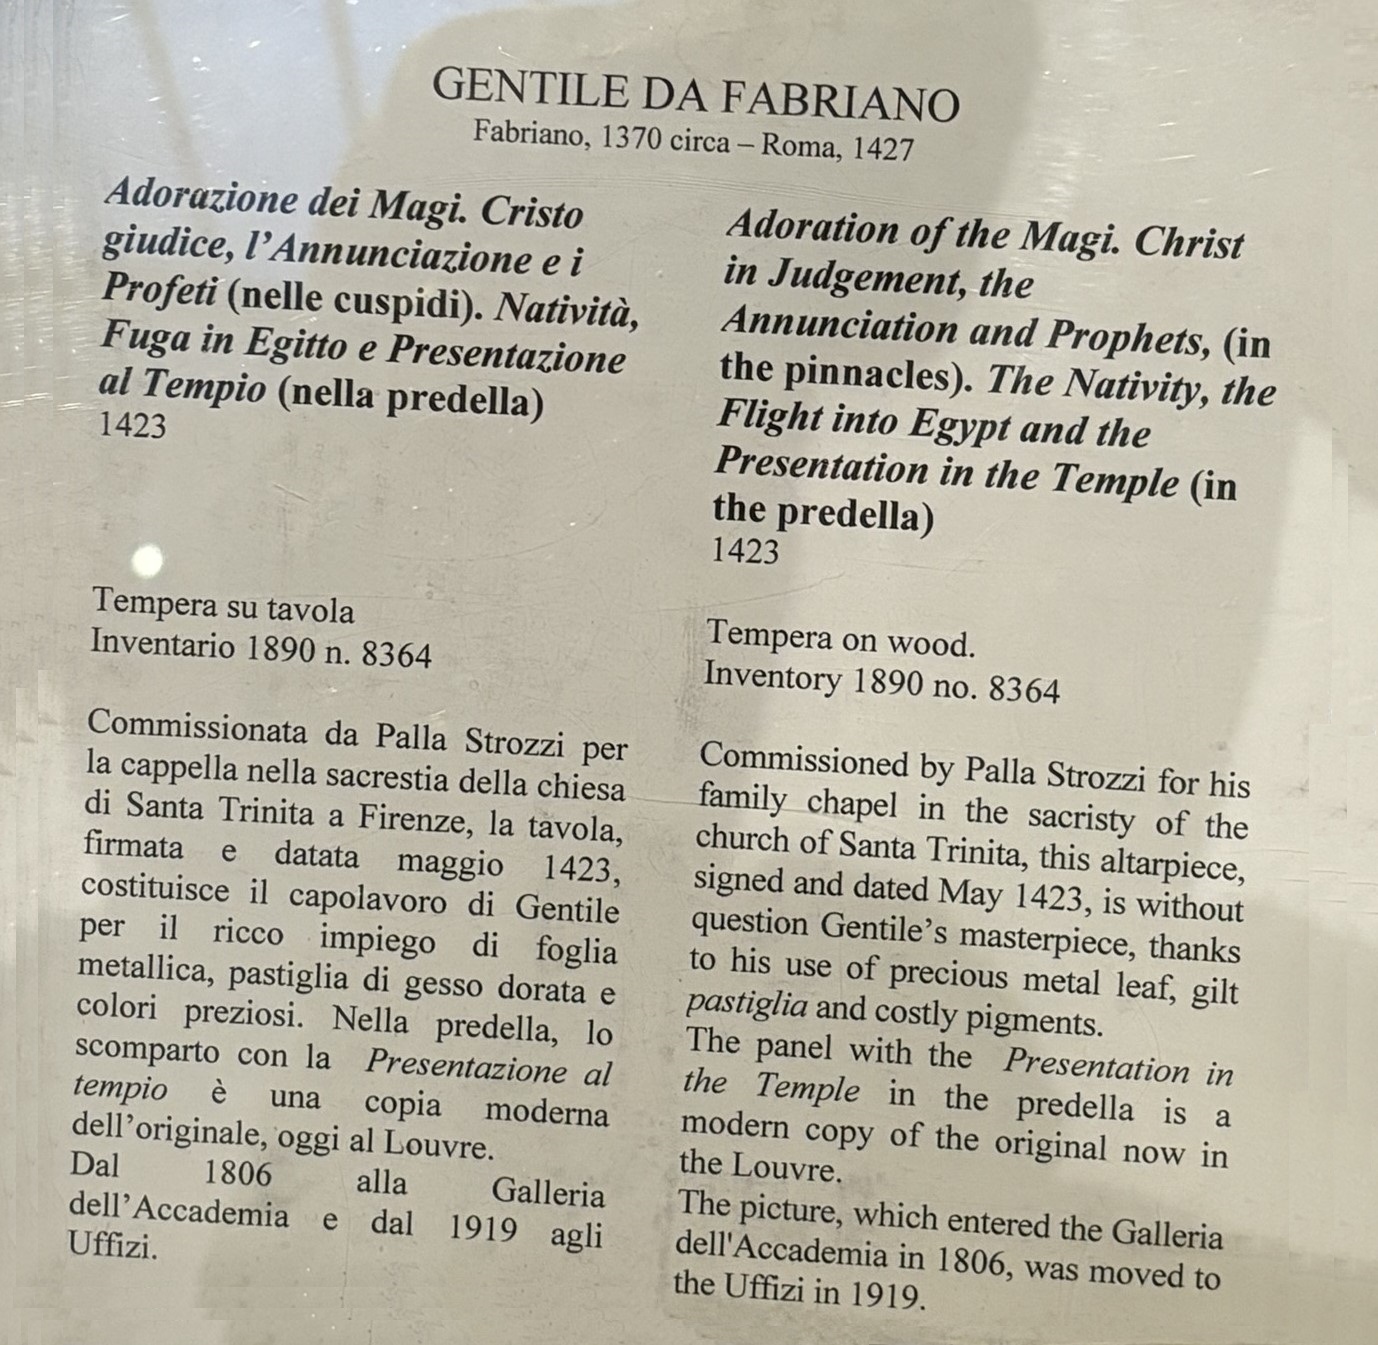 GENTILE DA FABRIANO
Fabriano, 1370 circa – Roma, 1427
Adorazione dei Magi. Cristo
giudice, l'Annunciazione e i
Profeti (nelle cuspidi). Natività,
Fuga in Egitto e Presentazione
al Tempio (nella predella)
1423
Tempera su tavola
Inventario 1890 n. 8364
Commissionata da Palla Strozzi per
la cappella nella sacrestia della chiesa
di Santa Trinita a Firenze, la tavola,
firmata e datata maggio 1423,
costituisce il capolavoro di Gentile
per il ricco impiego di foglia
metallica, pastiglia di gesso dorata e
colori preziosi. Nella predella, lo
scomparto con la Presentazione al
tempio è una copia moderna
dell'originale, oggi al Louvre.
Dal 1806 alla Galleria
dell'Accademia e dal 1919 agli
Uffizi.
Adoration of the Magi. Christ
in Judgement, the
Annunciation and Prophets, (in
the pinnacles). The Nativity, the
Flight into Egypt and the
Presentation in the Temple (in
the predella)
1423
Tempera on wood.
Inventory 1890 no. 8364
Commissioned by Palla Strozzi for his
family chapel in the sacristy of the
church of Santa Trinita, this altarpiece,
signed and dated May 1423, is without
question Gentile's masterpiece, thanks
to his use of precious metal leaf, gilt
pastiglia and costly pigments.
The panel with the Presentation in
the Temple in the predella is a
modern copy of the original now in
the Louvre.
The picture, which entered the Galleria
dell'Accademia in 1806, was moved to
the Uffizi in 1919.